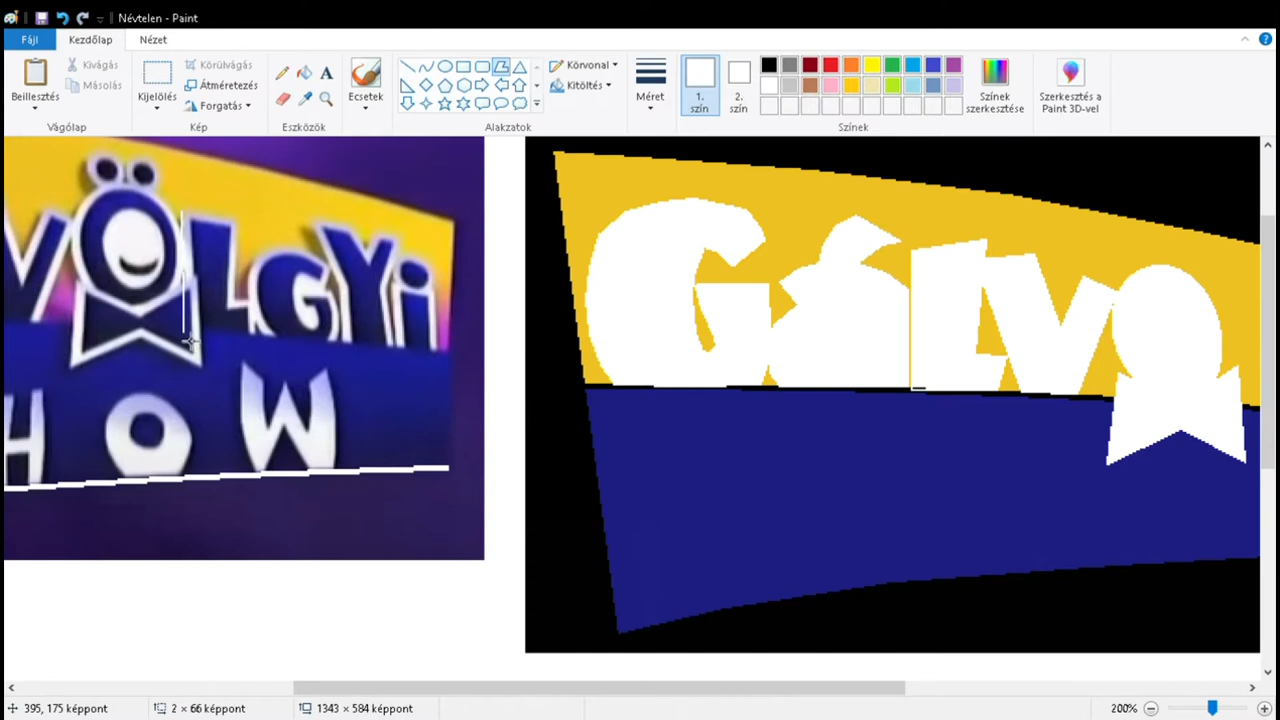 Névtelen - Paint
Fájl Kezdőlap Nézet
Beillesztés
Kivágás
Másolás
Vágólap
Kijelölés
Körülvágás
Átméretezés
Forgatás
Kép
A
Eszközök
Ecsetek
Körvonal
Kitöltés
Alakzatok
Méret
1. szín
2. szín
Színek szerkesztése
Színek
Szerkesztés a Paint 3D-vel
VÖLGYi
HOW
GÁLVO
395, 175 képpont 2 × 66 képpont 1343 × 584 képpont 200%